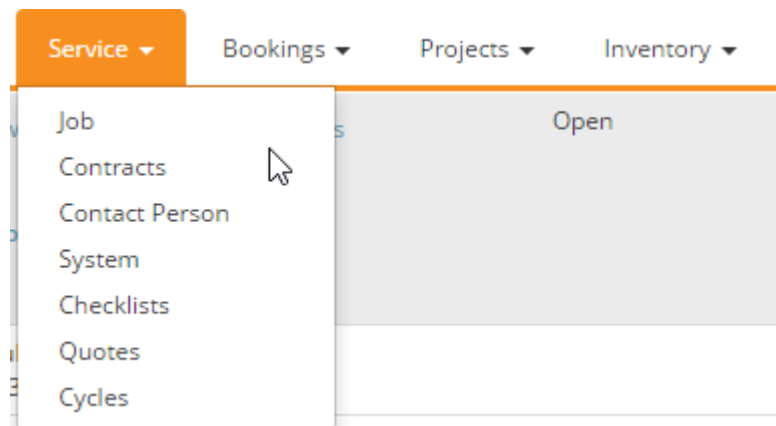 Service Bookings Projects Inventory
Job
Open
Contracts
Contact Person
System
Checklists
Quotes
Cycles